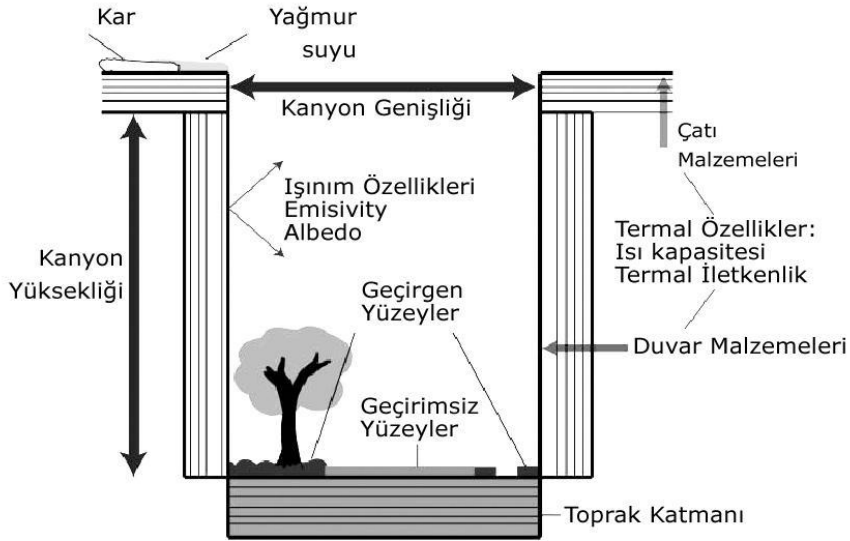 Kar
Yağmur
suyu
Kanyon Genişliği
Çatı
Malzemeleri
Işınım Özellikleri
Emisivity
Albedo
Termal Özellikler:
Isı kapasitesi
Termal İletkenlik
Kanyon
Yüksekliği
Geçirgen
Yüzeyler
Duvar Malzemeleri
Geçirimsiz
Yüzeyler
Toprak Katmanı